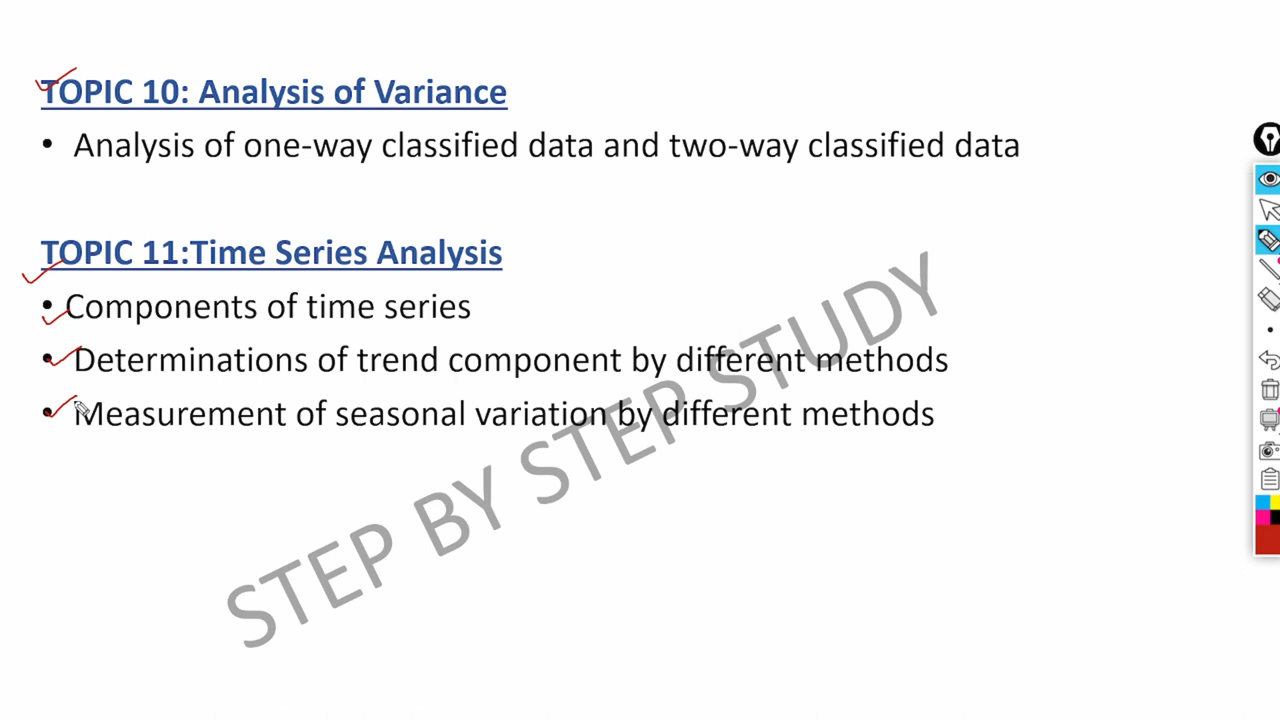 TOPIC 10: Analysis of Variance
• Analysis of one-way classified data and two-way classified data
TOPIC 11:Time Series Analysis
• Components of time series
• Determinations of trend component by different methods
• Measurement of seasonal variation by different methods
STEP BY STEP STUDY